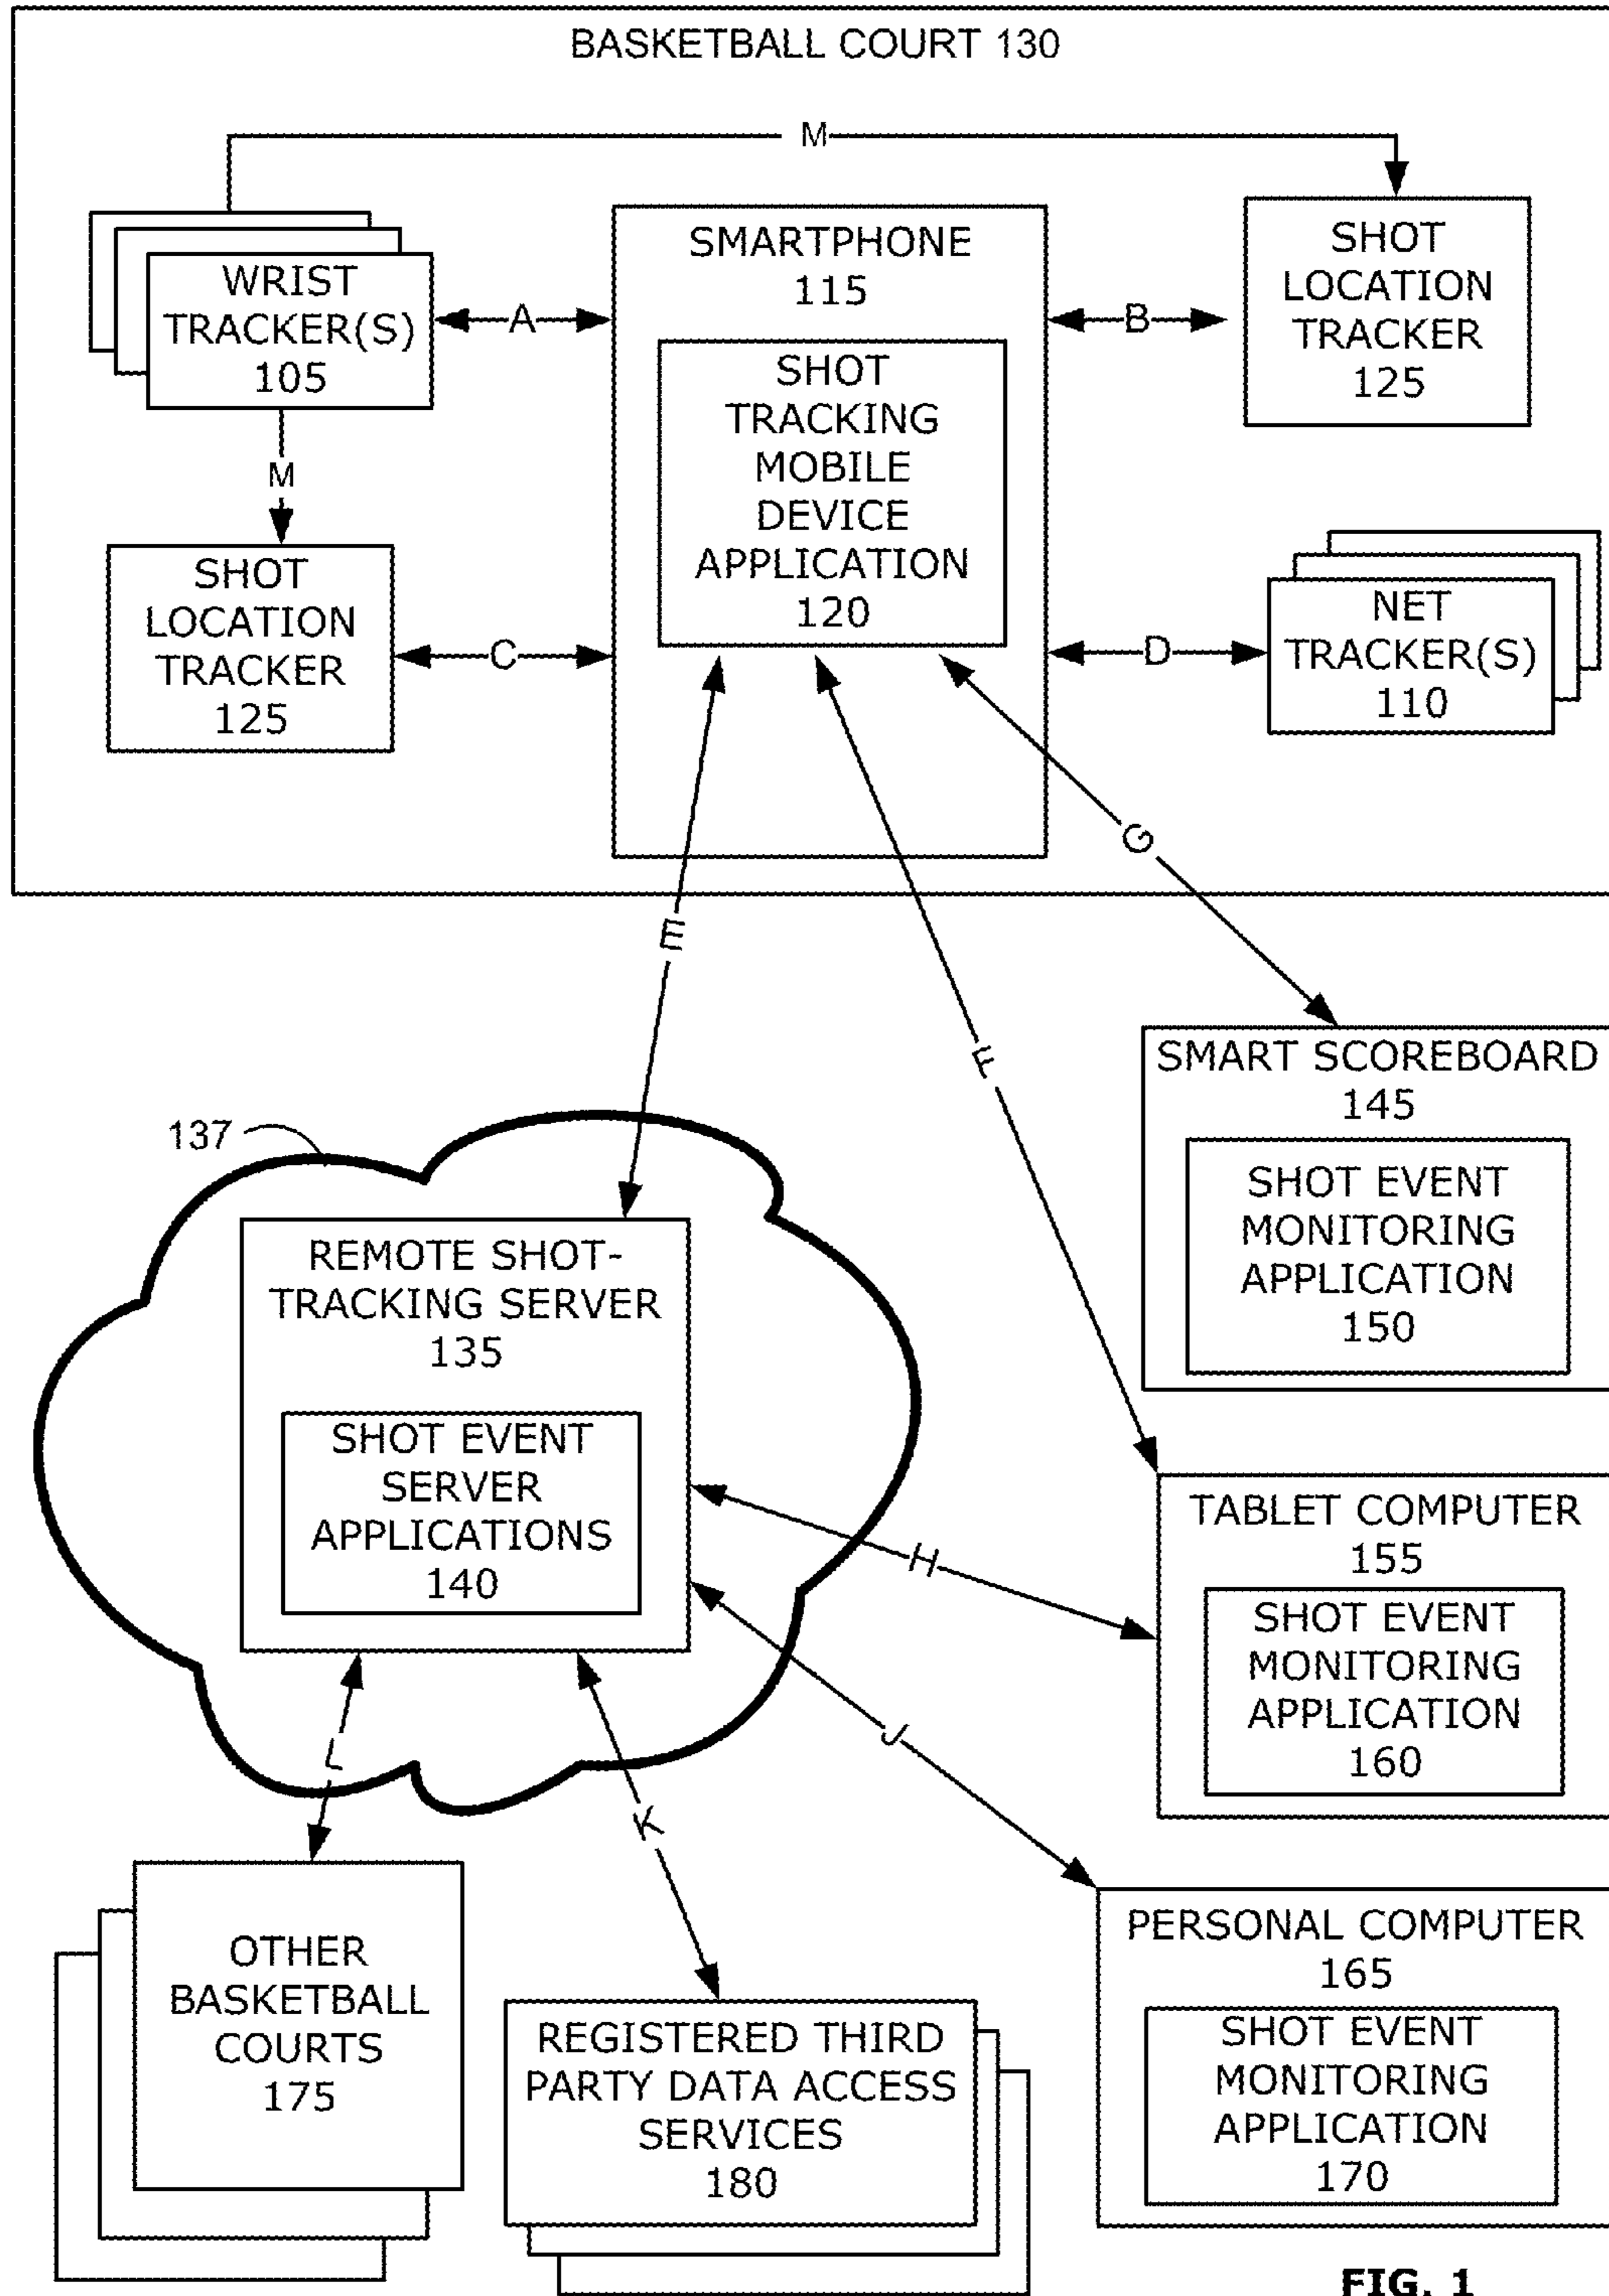 BASKETBALL COURT 130
M
WRIST
TRACKER(S)
105
A
SMARTPHONE
115
SHOT
TRACKING
MOBILE
DEVICE
APPLICATION
120
B
SHOT
LOCATION
TRACKER
125
M
SHOT
LOCATION
TRACKER
125
C
D
NET
TRACKER(S)
110
G
E
F
SMART SCOREBOARD
145
SHOT EVENT
MONITORING
APPLICATION
150
137
REMOTE SHOT-
TRACKING SERVER
135
SHOT EVENT
SERVER
APPLICATIONS
140
H
TABLET COMPUTER
155
SHOT EVENT
MONITORING
APPLICATION
160
J
L
K
OTHER
BASKETBALL
COURTS
175
REGISTERED THIRD
PARTY DATA ACCESS
SERVICES
180
PERSONAL COMPUTER
165
SHOT EVENT
MONITORING
APPLICATION
170
FIG. 1